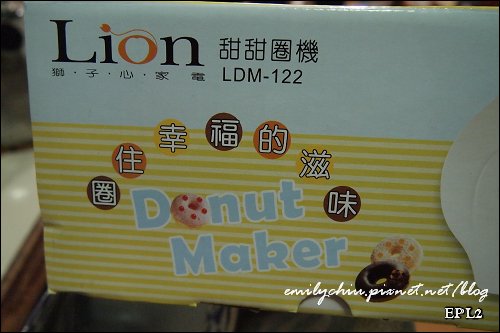 Lion 甜甜圈機
獅·子·心·家·電 LDM-122
圈住幸福的滋味
Donut
Maker
emilychiu.pixnet.net/blog
EPL2